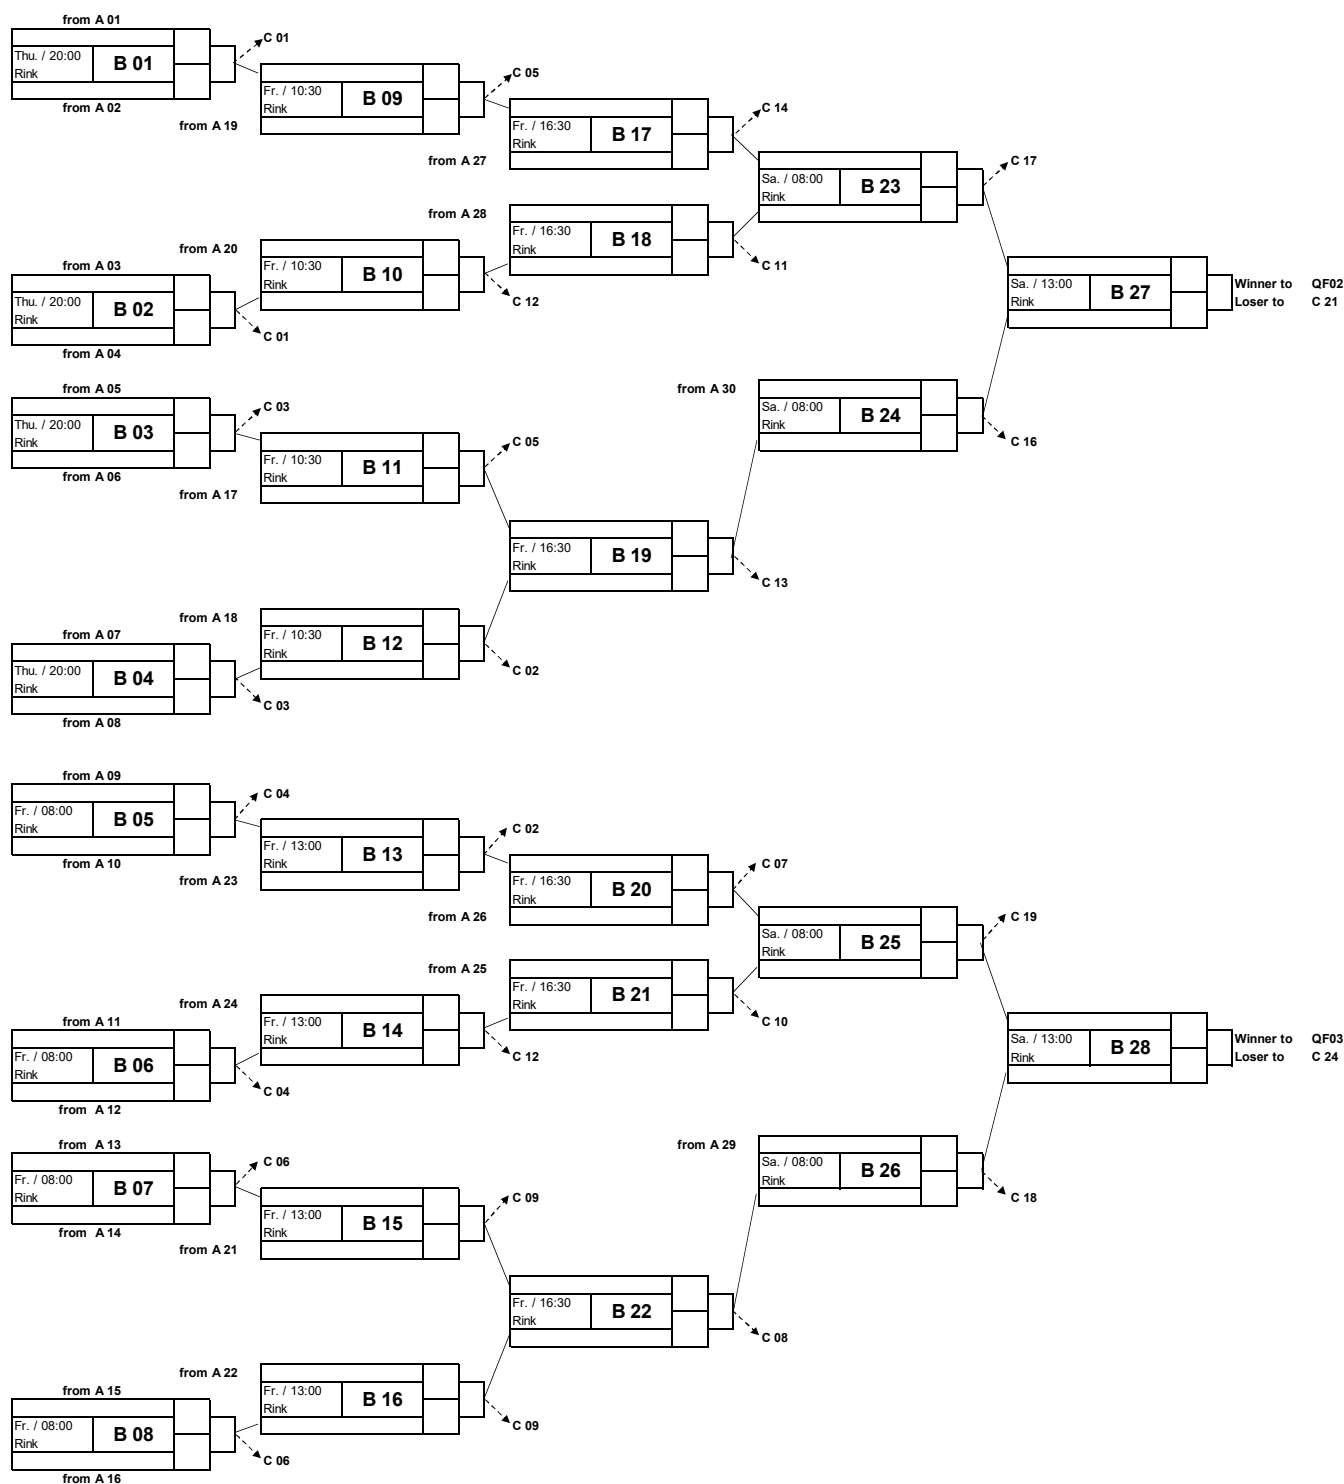 from A 01
C 01
Thu. / 20:00
Rink
B 01
from A 02
C 05
Fr. / 10:30
Rink
B 09
from A 19
C 14
Fr. / 16:30
Rink
B 17
from A 27
C 17
Sa. / 08:00
Rink
B 23
from A 28
Fr. / 16:30
Rink
B 18
C 11
from A 20
Fr. / 10:30
Rink
B 10
C 12
from A 03
Thu. / 20:00
Rink
B 02
C 01
from A 04
Sa. / 13:00
Rink
B 27
Winner to QF02
Loser to C 21
from A 05
C 03
Thu. / 20:00
Rink
B 03
from A 06
from A 30
Sa. / 08:00
Rink
B 24
C 16
C 05
Fr. / 10:30
Rink
B 11
from A 17
Fr. / 16:30
Rink
B 19
C 13
from A 18
Fr. / 10:30
Rink
B 12
C 02
from A 07
Thu. / 20:00
Rink
B 04
C 03
from A 08
from A 09
C 04
Fr. / 08:00
Rink
B 05
from A 10
C 02
Fr. / 13:00
Rink
B 13
from A 23
C 07
Fr. / 16:30
Rink
B 20
from A 26
C 19
Sa. / 08:00
Rink
B 25
from A 25
Fr. / 16:30
Rink
B 21
C 10
from A 24
Fr. / 13:00
Rink
B 14
C 12
from A 11
Fr. / 08:00
Rink
B 06
C 04
from A 12
Sa. / 13:00
Rink
B 28
Winner to QF03
Loser to C 24
from A 13
C 06
Fr. / 08:00
Rink
B 07
from A 14
from A 29
Sa. / 08:00
Rink
B 26
C 18
C 09
Fr. / 13:00
Rink
B 15
from A 21
Fr. / 16:30
Rink
B 22
C 08
from A 22
Fr. / 13:00
Rink
B 16
C 09
from A 15
Fr. / 08:00
Rink
B 08
C 06
from A 16